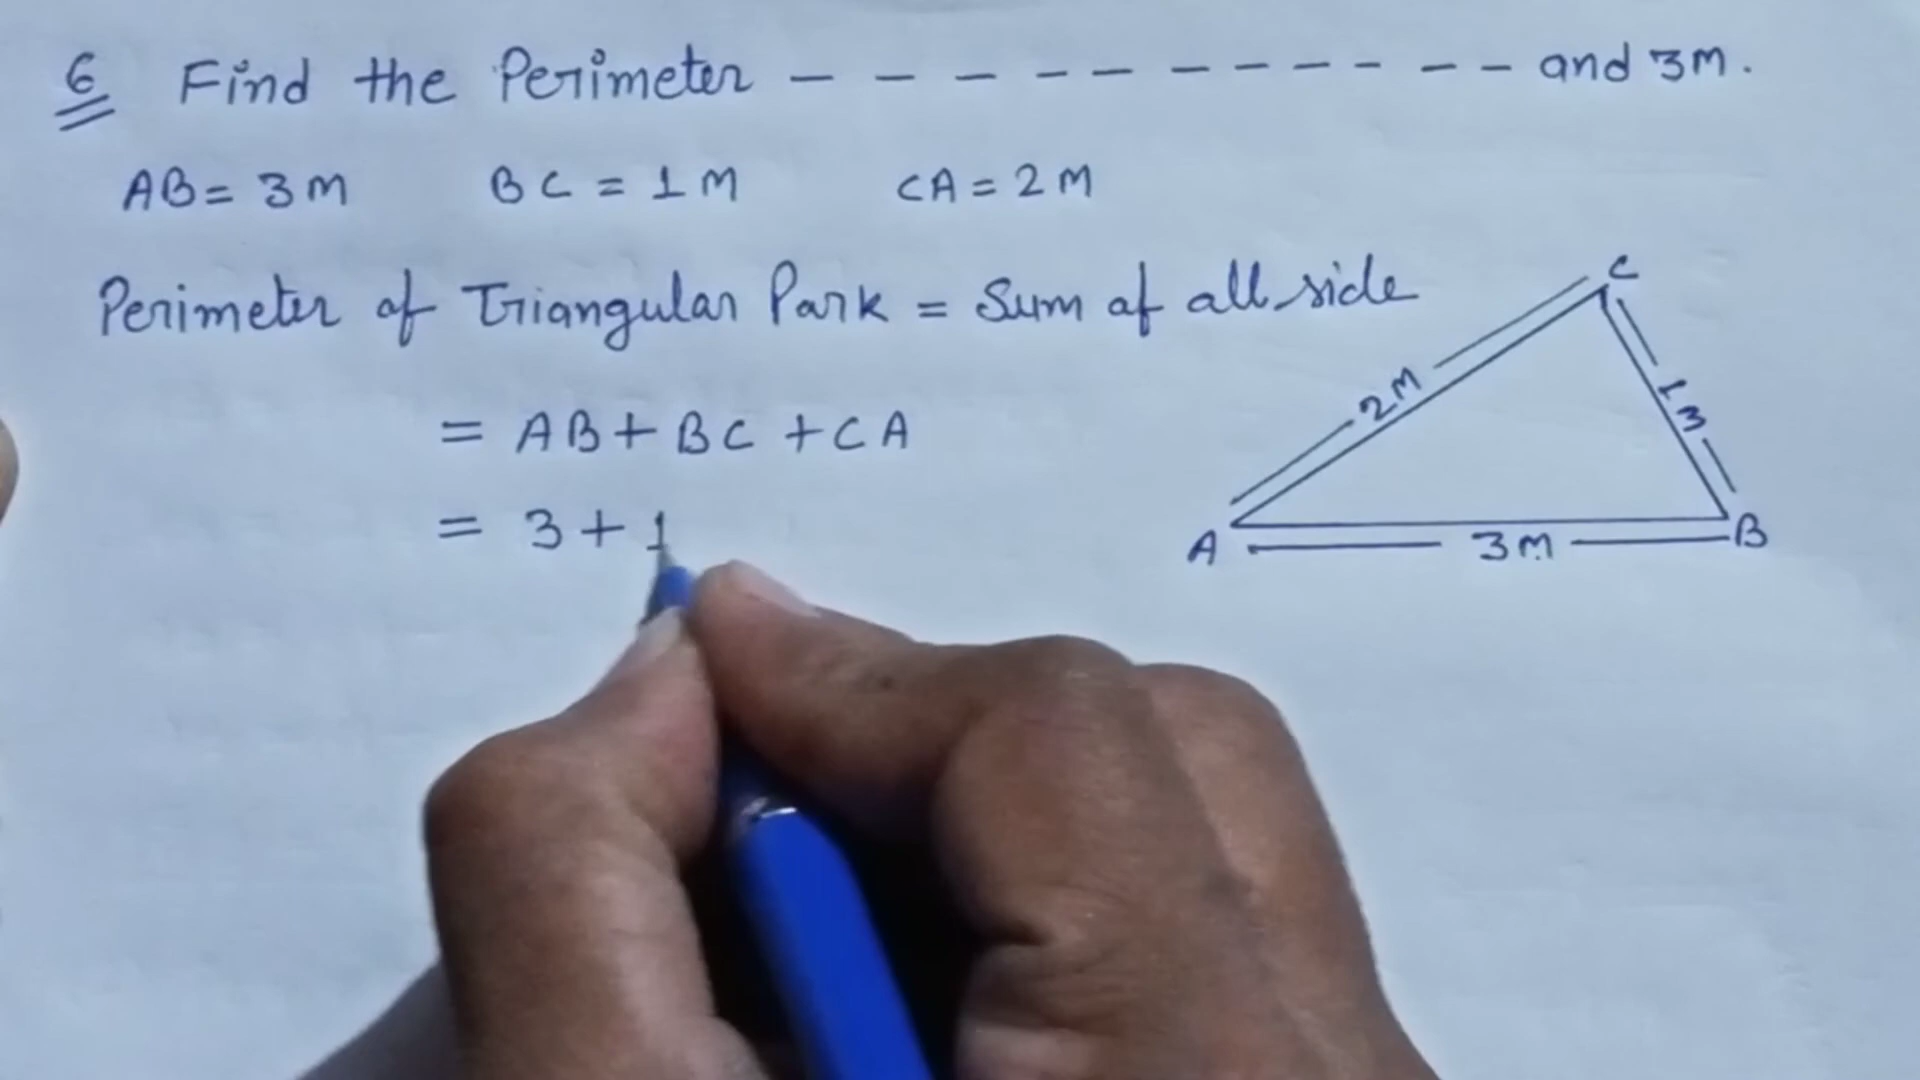 6 Find the Perimeter - - - - - - - - - - - - and 3m.
AB = 3m BC = 1M CA = 2M
Perimeter of Triangular Park = Sum of all side
= AB + BC + CA
= 3 + 1
C
2M
1m
A
3m
B